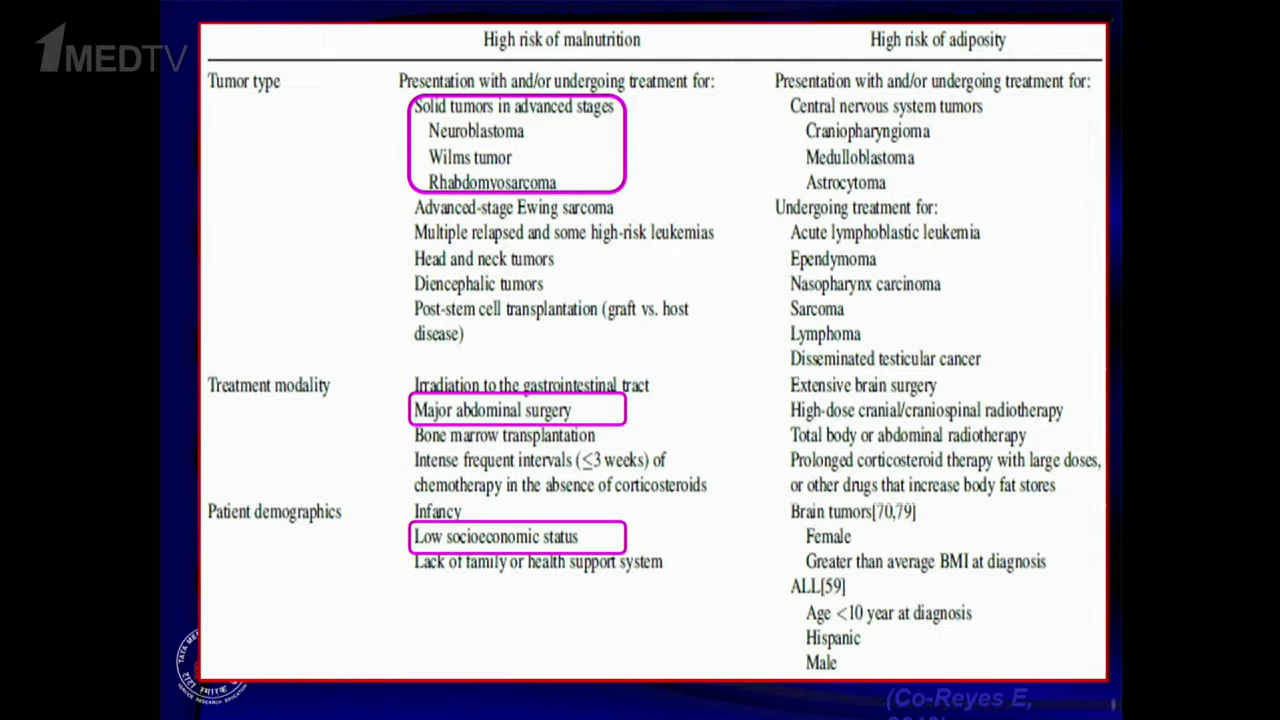 1MEDTV
High risk of malnutrition High risk of adiposity
Tumor type Presentation with and/or undergoing treatment for: Presentation with and/or undergoing treatment for:
Solid tumors in advanced stages Central nervous system tumors
Neuroblastoma Craniopharyngioma
Wilms tumor Medulloblastoma
Rhabdomyosarcoma Astrocytoma
Advanced-stage Ewing sarcoma Undergoing treatment for:
Multiple relapsed and some high-risk leukemias Acute lymphoblastic leukemia
Head and neck tumors Ependymoma
Diencephalic tumors Nasopharynx carcinoma
Post-stem cell transplantation (graft vs. host Sarcoma
disease) Lymphoma
Disseminated testicular cancer
Treatment modality Irradiation to the gastrointestinal tract Extensive brain surgery
Major abdominal surgery High-dose cranial/craniospinal radiotherapy
Bone marrow transplantation Total body or abdominal radiotherapy
Intense frequent intervals (≤3 weeks) of Prolonged corticosteroid therapy with large doses,
chemotherapy in the absence of corticosteroids or other drugs that increase body fat stores
Patient demographics Infancy Brain tumors[70,79]
Low socioeconomic status Female
Lack of family or health support system Greater than average BMI at diagnosis
ALL[59]
Age <10 year at diagnosis
Hispanic
Male
TATA
(Co-Reyes E,